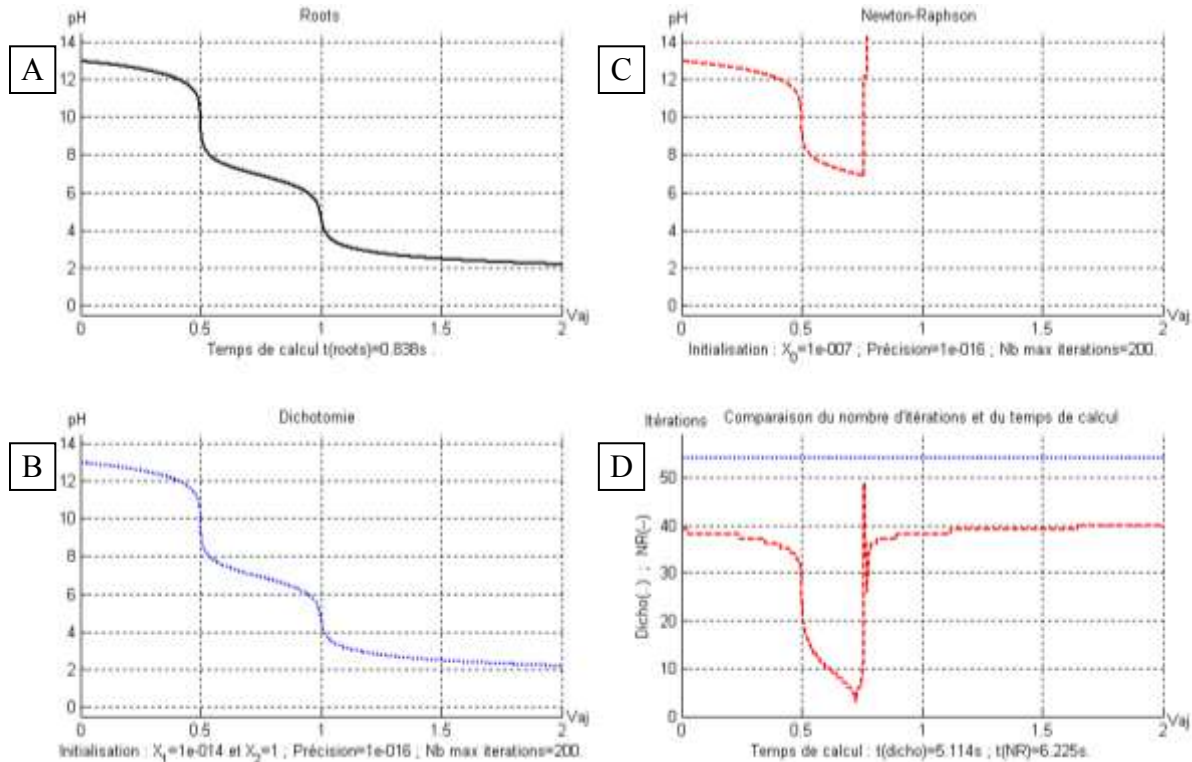 A
Roots
pH
14
12
10
8
6
4
2
0
0 0.5 1 1.5 2
Vaj
Temps de calcul t(roots)=0.838s .
C
Newton-Raphson
pH
14
12
10
8
6
4
2
0
0 0.5 1 1.5 2
Vaj
Initialisation : X0=1e-007 ; Précision=1e-016 ; Nb max iterations=200.
B
Dichotomie
pH
14
12
10
8
6
4
2
0
0 0.5 1 1.5 2
Vaj
Initialisation : X1=1e-014 et X2=1 ; Précision=1e-016 ; Nb max iterations=200.
D
Itérations
Comparaison du nombre d'itérations et du temps de calcul
Dicho(..) ; NR(--)
50
40
30
20
10
0
0 0.5 1 1.5 2
Vaj
Temps de calcul : t(dicho)=5.114s ; t(NR)=6.225s.